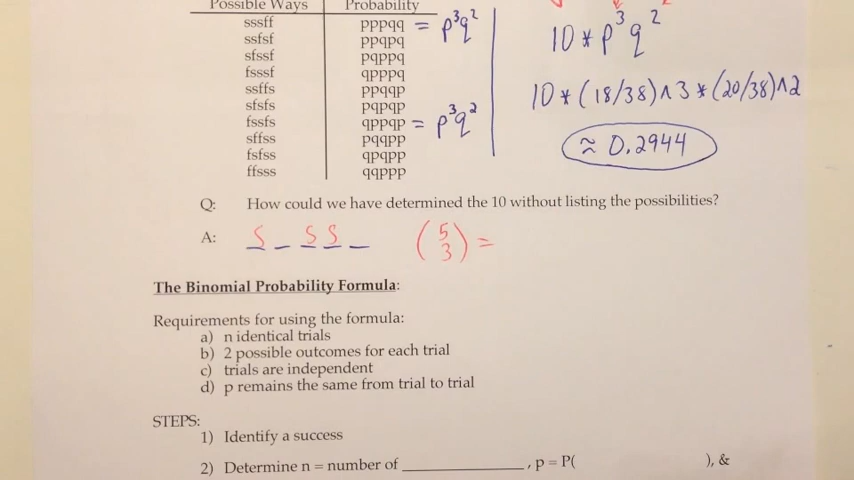 Possible Ways Probability
sssff pppqq = p³q²
ssfsf ppqpq
sfssf pqppq
fsssf qpppq
ssffs ppqqp
sfsfs pqpqp
fssfs qppqp = p³q²
sffss pqqpp
fsfss qpqpp
ffsss qqppp
10 * p³q²
10 * (18/38)^3 * (20/38)^2
≈ 0.2944
Q: How could we have determined the 10 without listing the possibilities?
A: S _ S S _ (5 3) =
The Binomial Probability Formula:
Requirements for using the formula:
a) n identical trials
b) 2 possible outcomes for each trial
c) trials are independent
d) p remains the same from trial to trial
STEPS:
1) Identify a success
2) Determine n = number of ____________, p = P( ), &